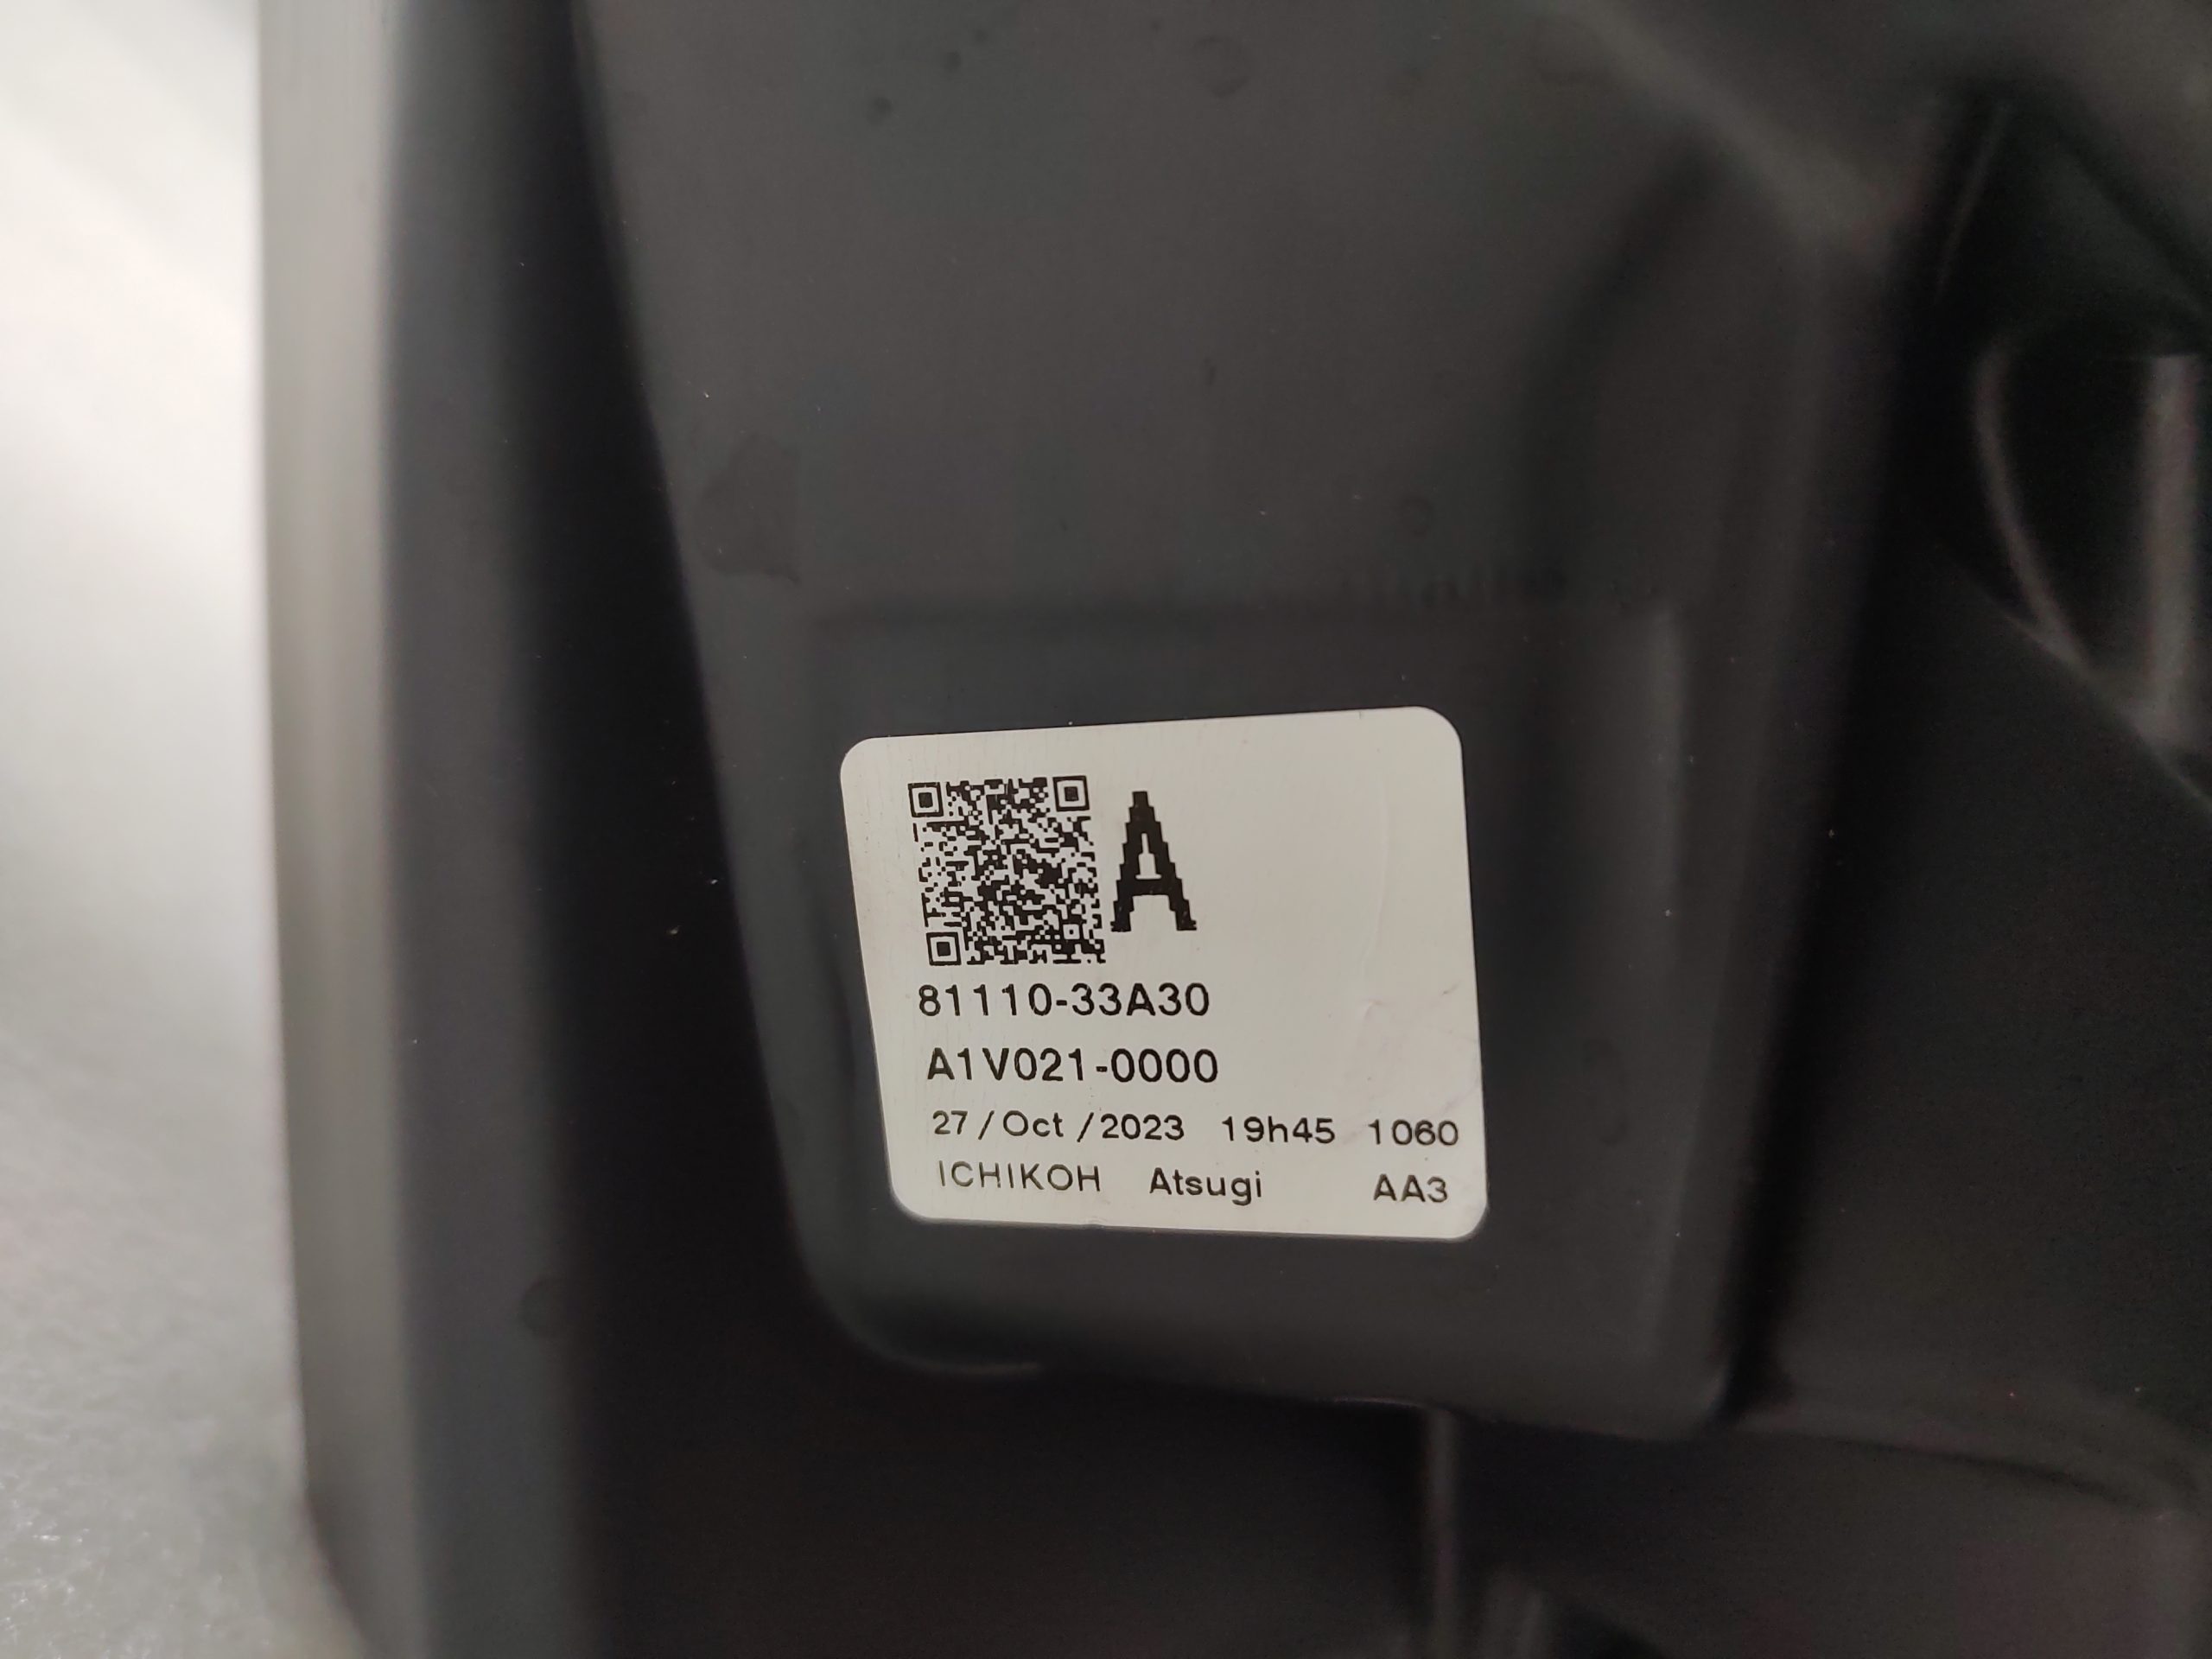 A
81110-33A30
A1V021-0000
27/Oct/2023 19h45 1060
ICHIKOH Atsugi AA3